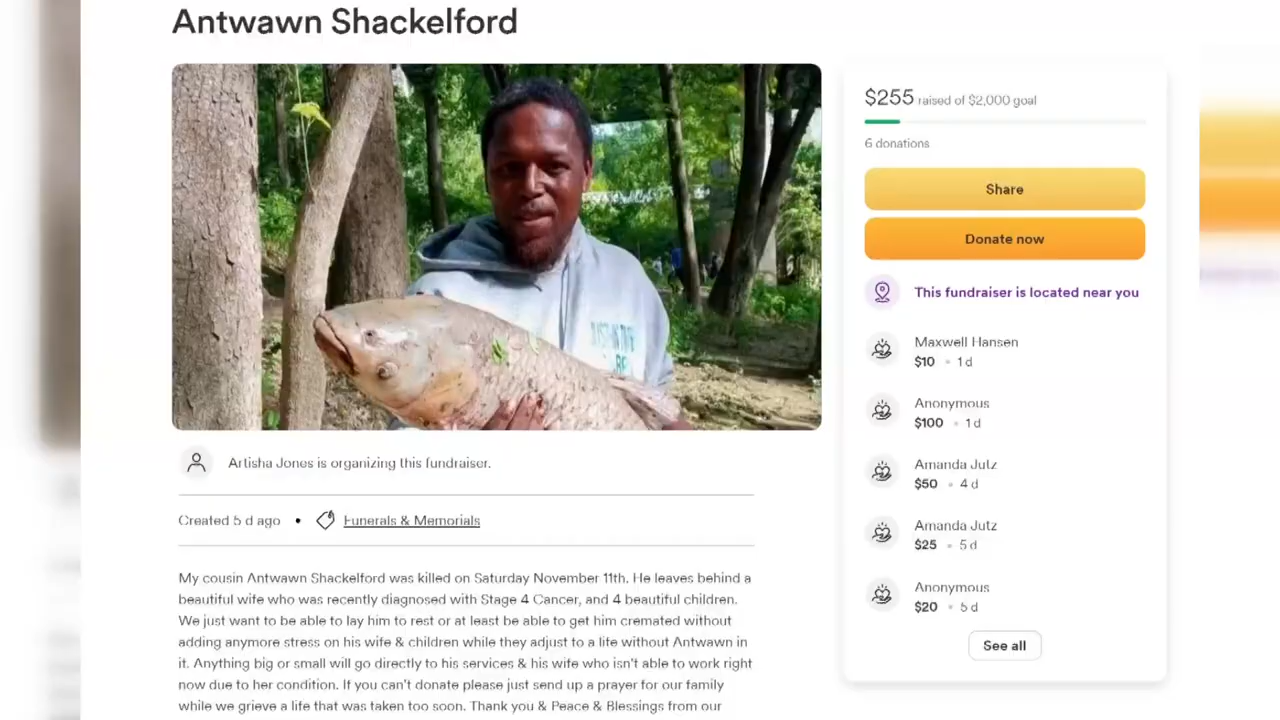 Antwawn Shackelford
$255 raised of $2,000 goal
6 donations
Share
Donate now
This fundraiser is located near you
Maxwell Hansen
$10 • 1 d
Anonymous
$100 • 1 d
Amanda Jutz
$50 • 4 d
Amanda Jutz
$25 • 5 d
Anonymous
$20 • 5 d
See all
Artisha Jones is organizing this fundraiser.
Created 5 d ago • Funerals & Memorials
My cousin Antwawn Shackelford was killed on Saturday November 11th. He leaves behind a
beautiful wife who was recently diagnosed with Stage 4 Cancer, and 4 beautiful children.
We just want to be able to lay him to rest or at least be able to get him cremated without
adding anymore stress on his wife & children while they adjust to a life without Antwawn in
it. Anything big or small will go directly to his services & his wife who isn't able to work right
now due to her condition. If you can't donate please just send up a prayer for our family
while we grieve a life that was taken too soon. Thank you & Peace & Blessings from our